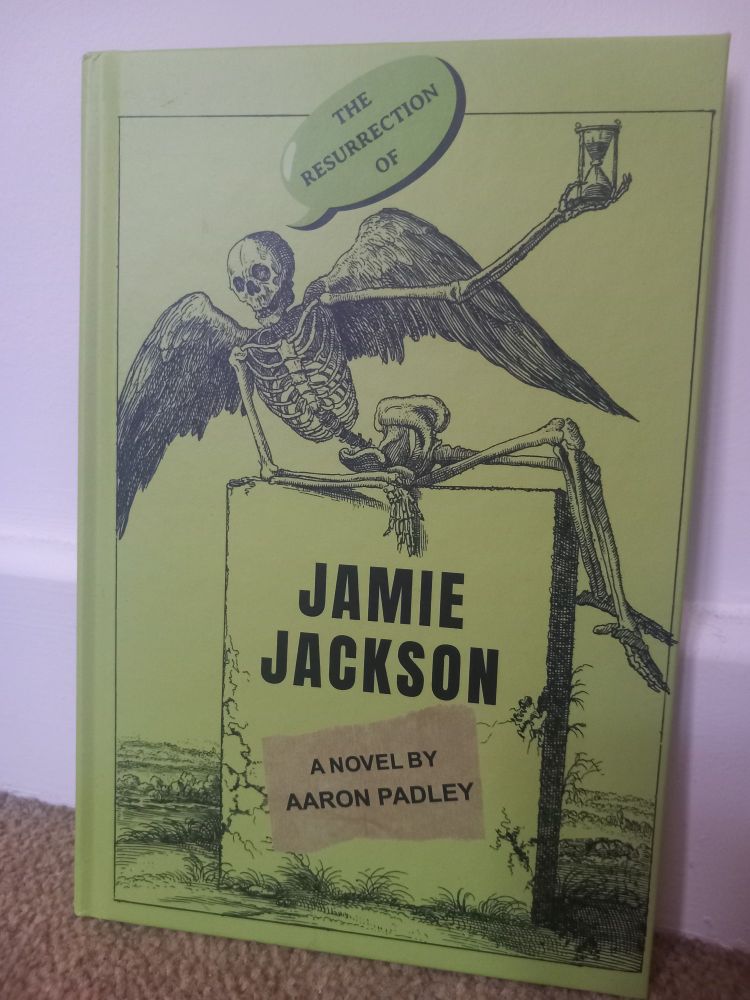 THE
RESURRECTION
OF
JAMIE
JACKSON
A NOVEL BY
AARON PADLEY